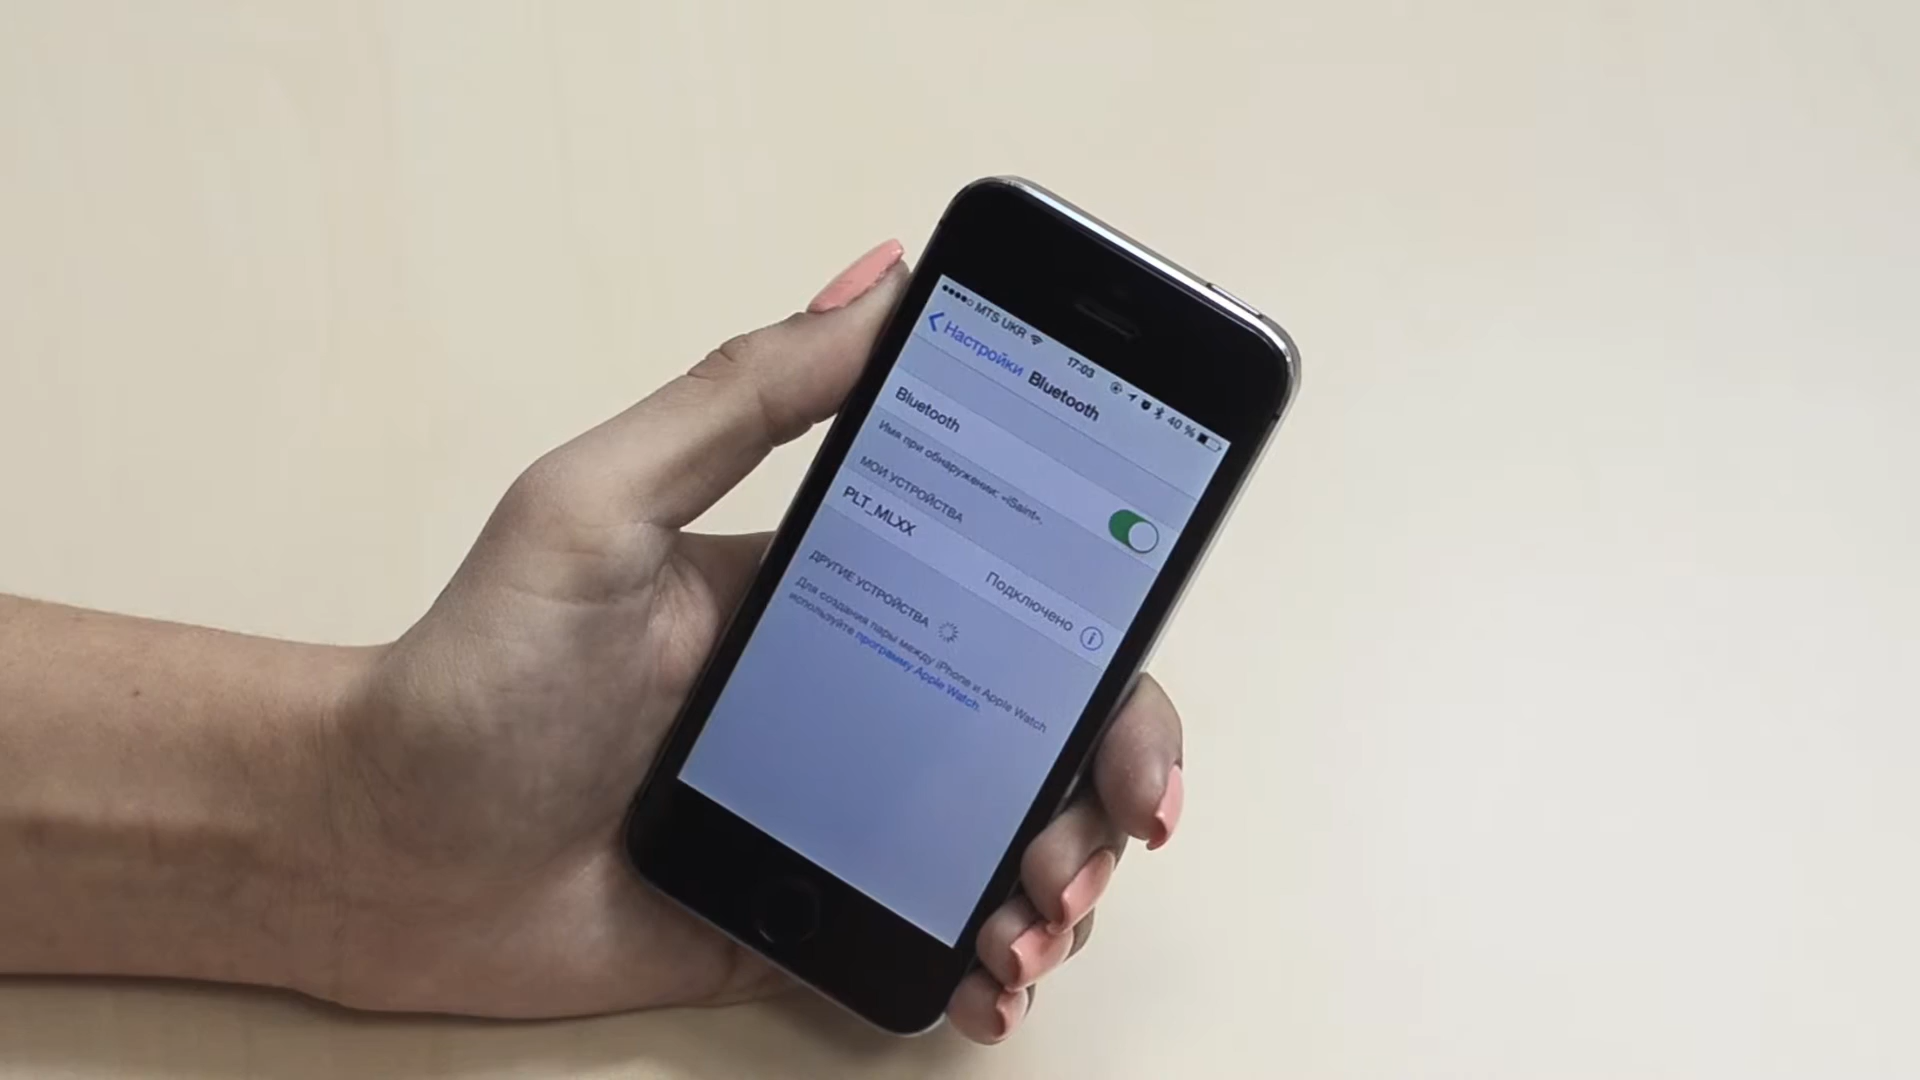 MTS UKR 17:03 40 %
Настройки Bluetooth
Bluetooth
Имя при обнаружении: «iSaint».
МОИ УСТРОЙСТВА
PLT_MLXX Подключено
ДРУГИЕ УСТРОЙСТВА
Для создания пары между iPhone и Apple Watch
используйте программу Apple Watch.